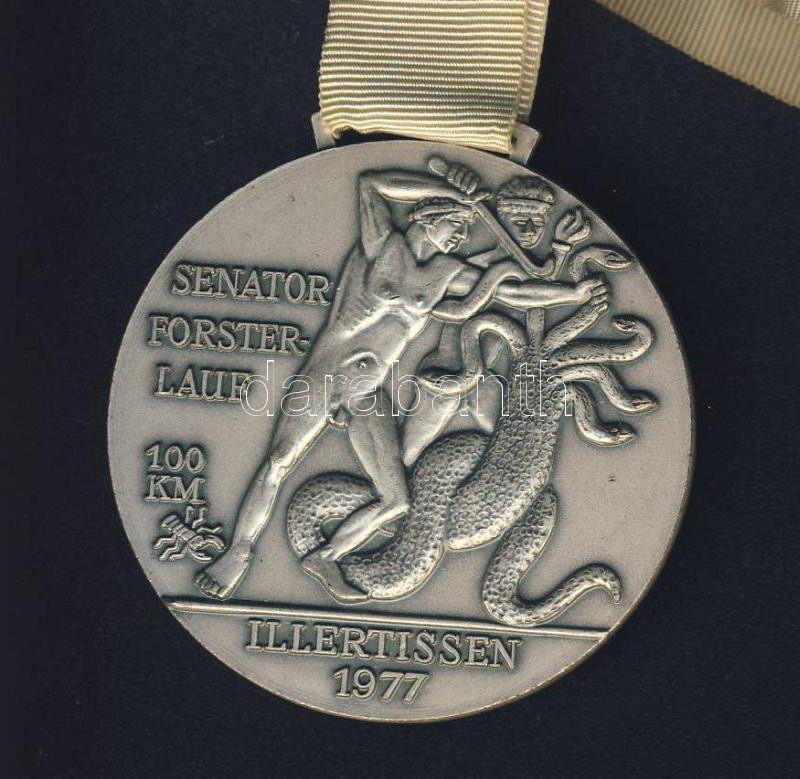 SENATOR
FORSTER-
LAUF
100
KM
ILLERTISSEN
1977
darabanth